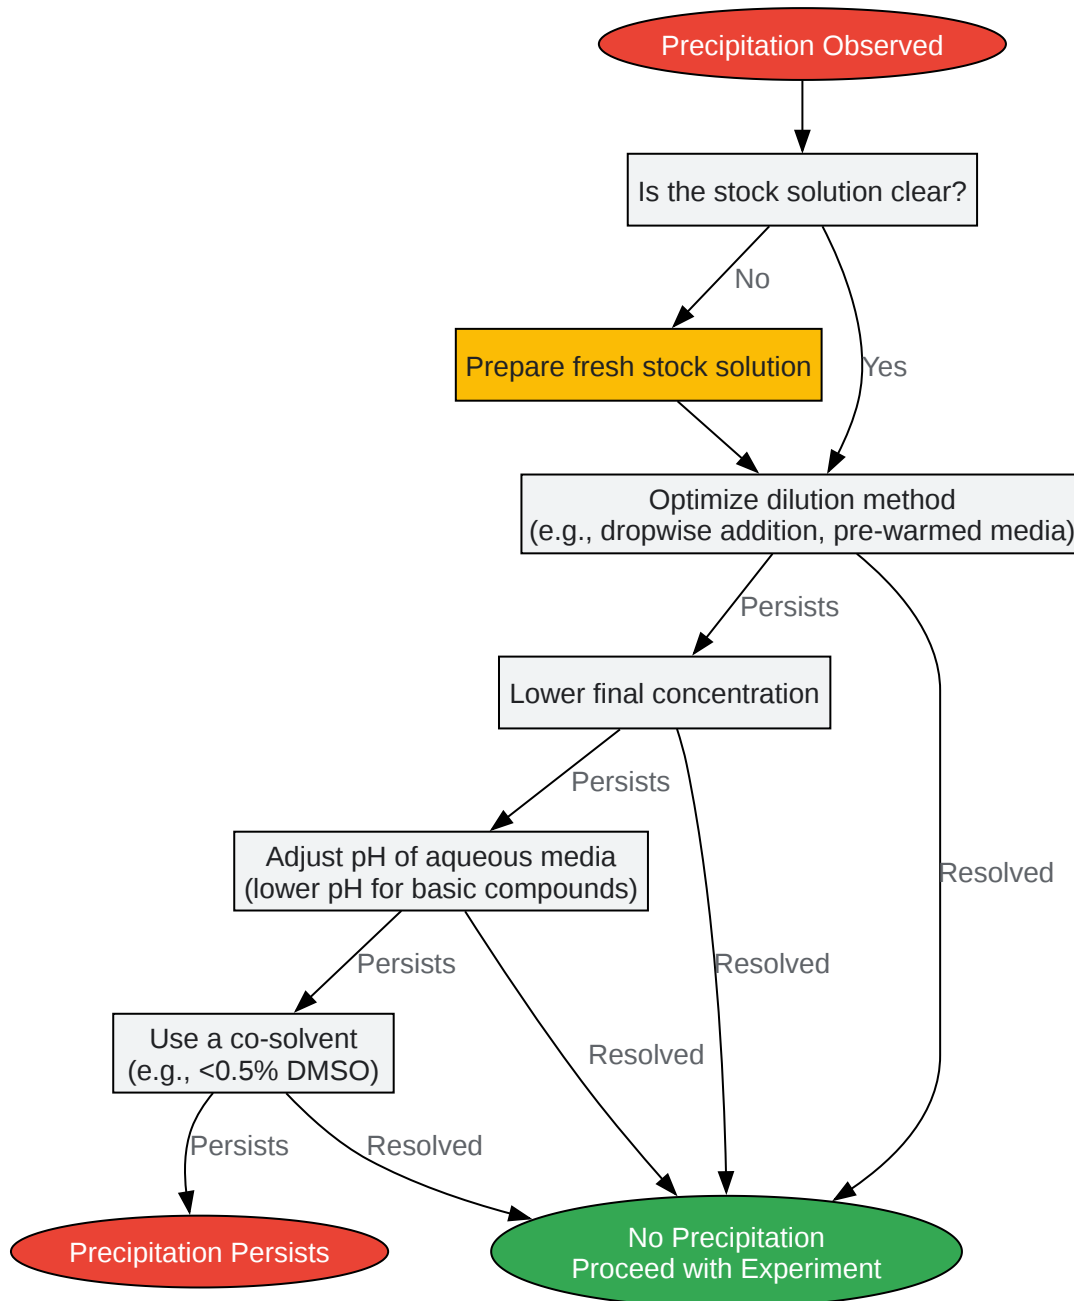 Precipitation Observed
Is the stock solution clear?
No
Yes
Prepare fresh stock solution
Optimize dilution method
(e.g., dropwise addition, pre-warmed media)
Persists
Lower final concentration
Persists
Resolved
Adjust pH of aqueous media
(lower pH for basic compounds)
Persists
Resolved
Resolved
Use a co-solvent
(e.g., <0.5% DMSO)
Persists
Resolved
Precipitation Persists
No Precipitation
Proceed with Experiment